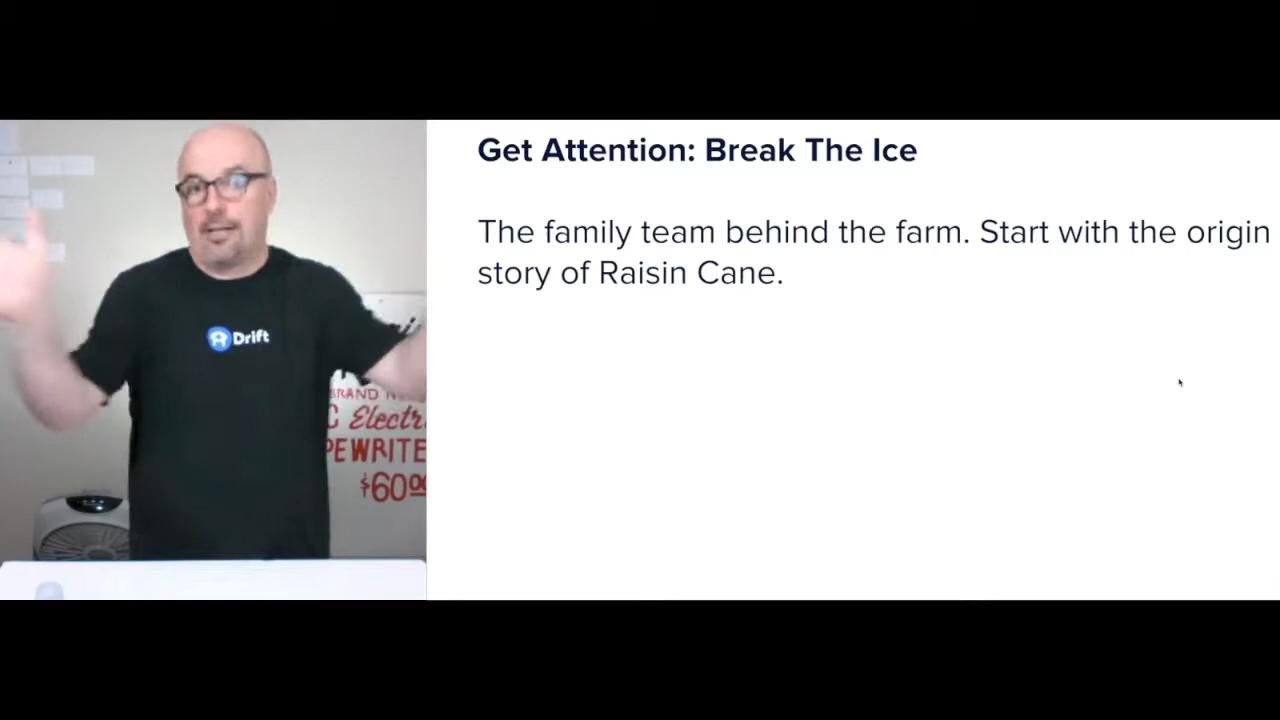 Get Attention: Break The Ice
The family team behind the farm. Start with the origin
story of Raisin Cane.
Drift
Electr
$60